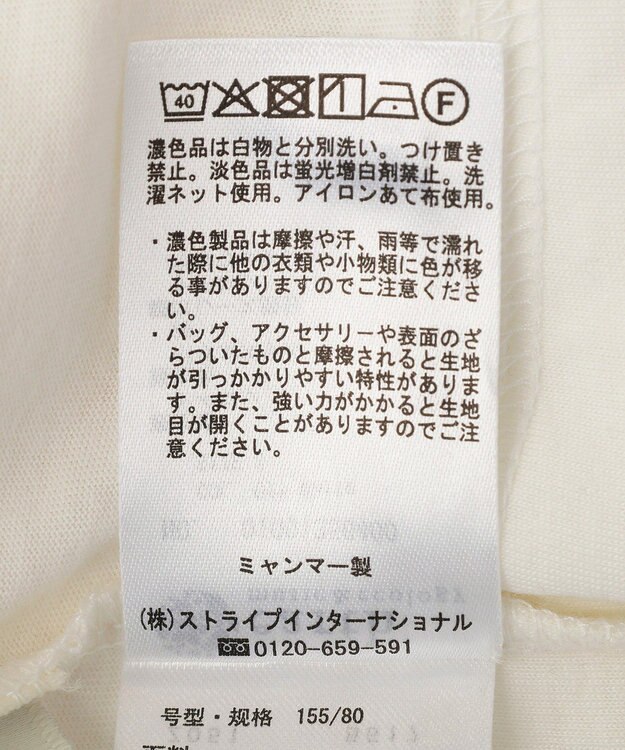 40 F
濃色品は白物と分別洗い。つけ置き
禁止。淡色品は蛍光増白剤禁止。洗
濯ネット使用。アイロンあて布使用。
・濃色製品は摩擦や汗、雨等で濡れ
た際に他の衣類や小物類に色が移
る事がありますのでご注意くださ
い。
・バッグ、アクセサリーや表面のざ
らついたものと摩擦されると生地
が引っかかりやすい特性がありま
す。また、強い力がかかると生地
目が開くことがありますのでご注
意ください。
ミャンマー製
(株)ストライプインターナショナル
0120-659-591
号型・规格 155/80